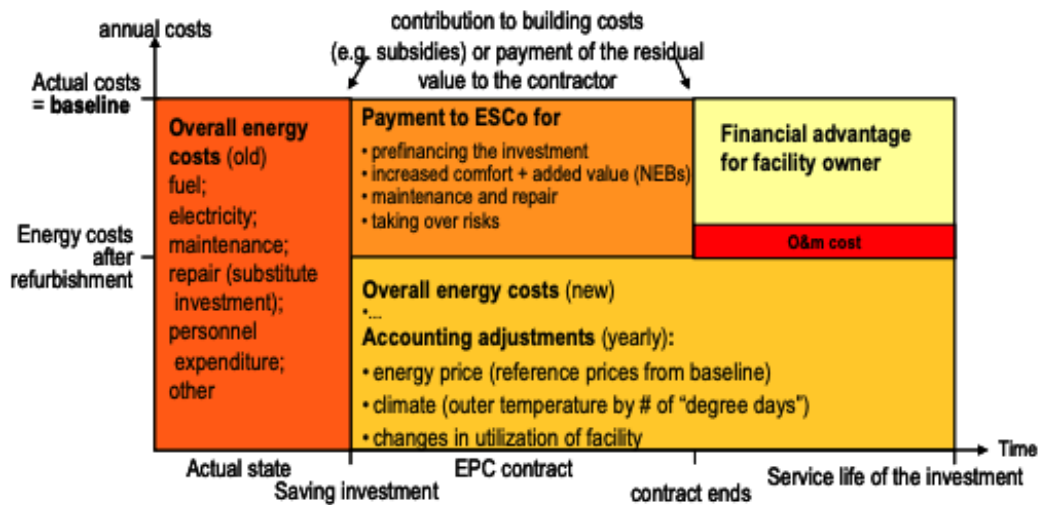 annual costs
contribution to building costs
(e.g. subsidies) or payment of the residual
value to the contractor
Actual costs
= baseline
Overall energy
costs (old)
fuel;
electricity;
maintenance;
repair (substitute
investment);
personnel
expenditure;
other
Payment to ESCo for
• prefinancing the investment
• increased comfort + added value (NEBs)
• maintenance and repair
• taking over risks
Financial advantage
for facility owner
O&m cost
Energy costs
after
refurbishment
Overall energy costs (new)
•...
Accounting adjustments (yearly):
• energy price (reference prices from baseline)
• climate (outer temperature by # of “degree days”)
• changes in utilization of facility
Time
Actual state
Saving investment
EPC contract
contract ends
Service life of the investment